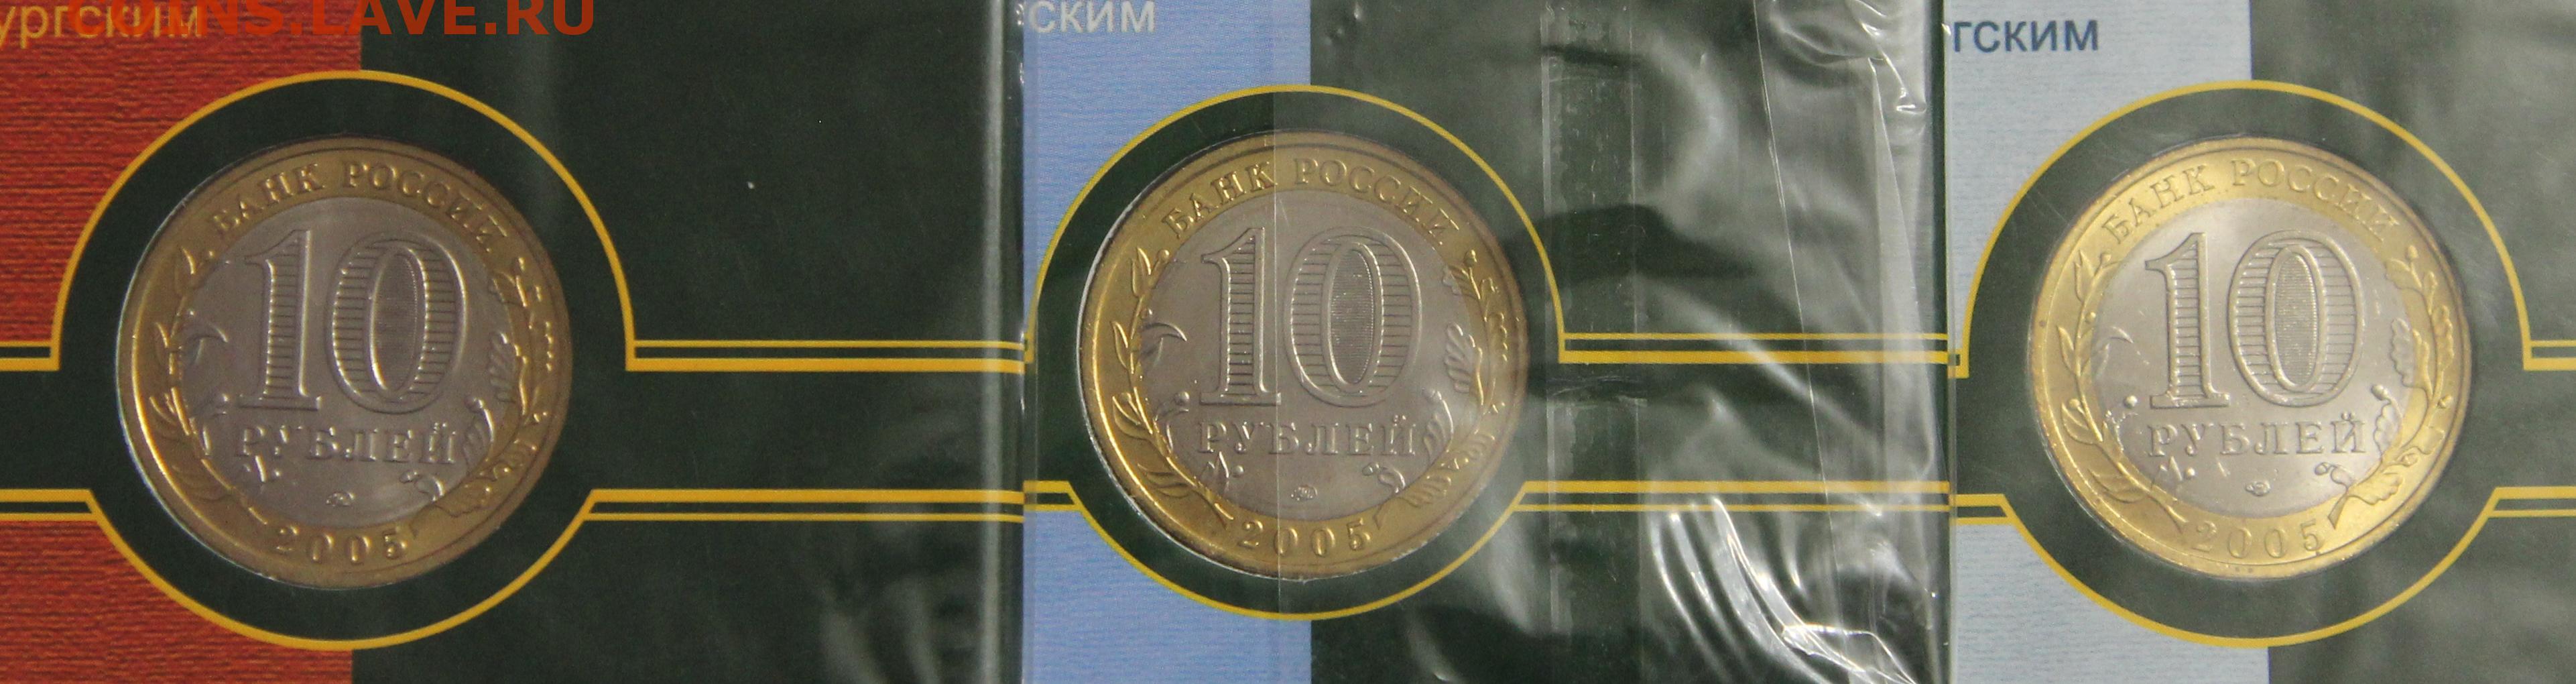 COINS.LAVE.RU
ургским
БАНК РОССИИ
10
РУБЛЕЙ
2005
ским
БАНК РОССИИ
10
РУБЛЕЙ
2005
гским
БАНК РОССИИ
10
РУБЛЕЙ
2005